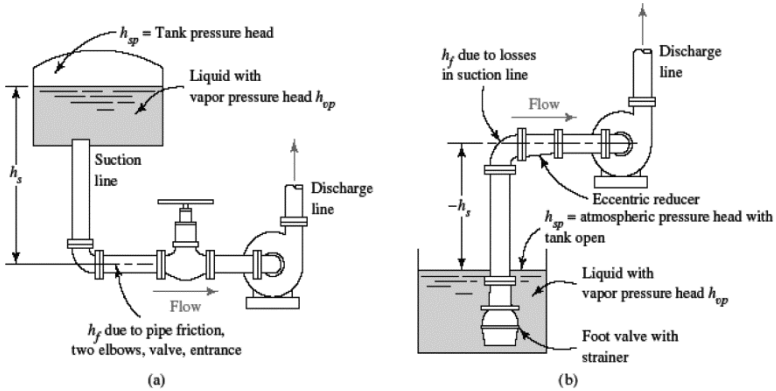 h_sp = Tank pressure head
Liquid with
vapor pressure head h_vp
h_s
Suction
line
Discharge
line
Flow
h_f due to pipe friction,
two elbows, valve, entrance
(a)
h_f due to losses
in suction line
Discharge
line
Flow
Eccentric reducer
–h_s
h_sp = atmospheric pressure head with
tank open
Liquid with
vapor pressure head h_vp
Foot valve with
strainer
(b)